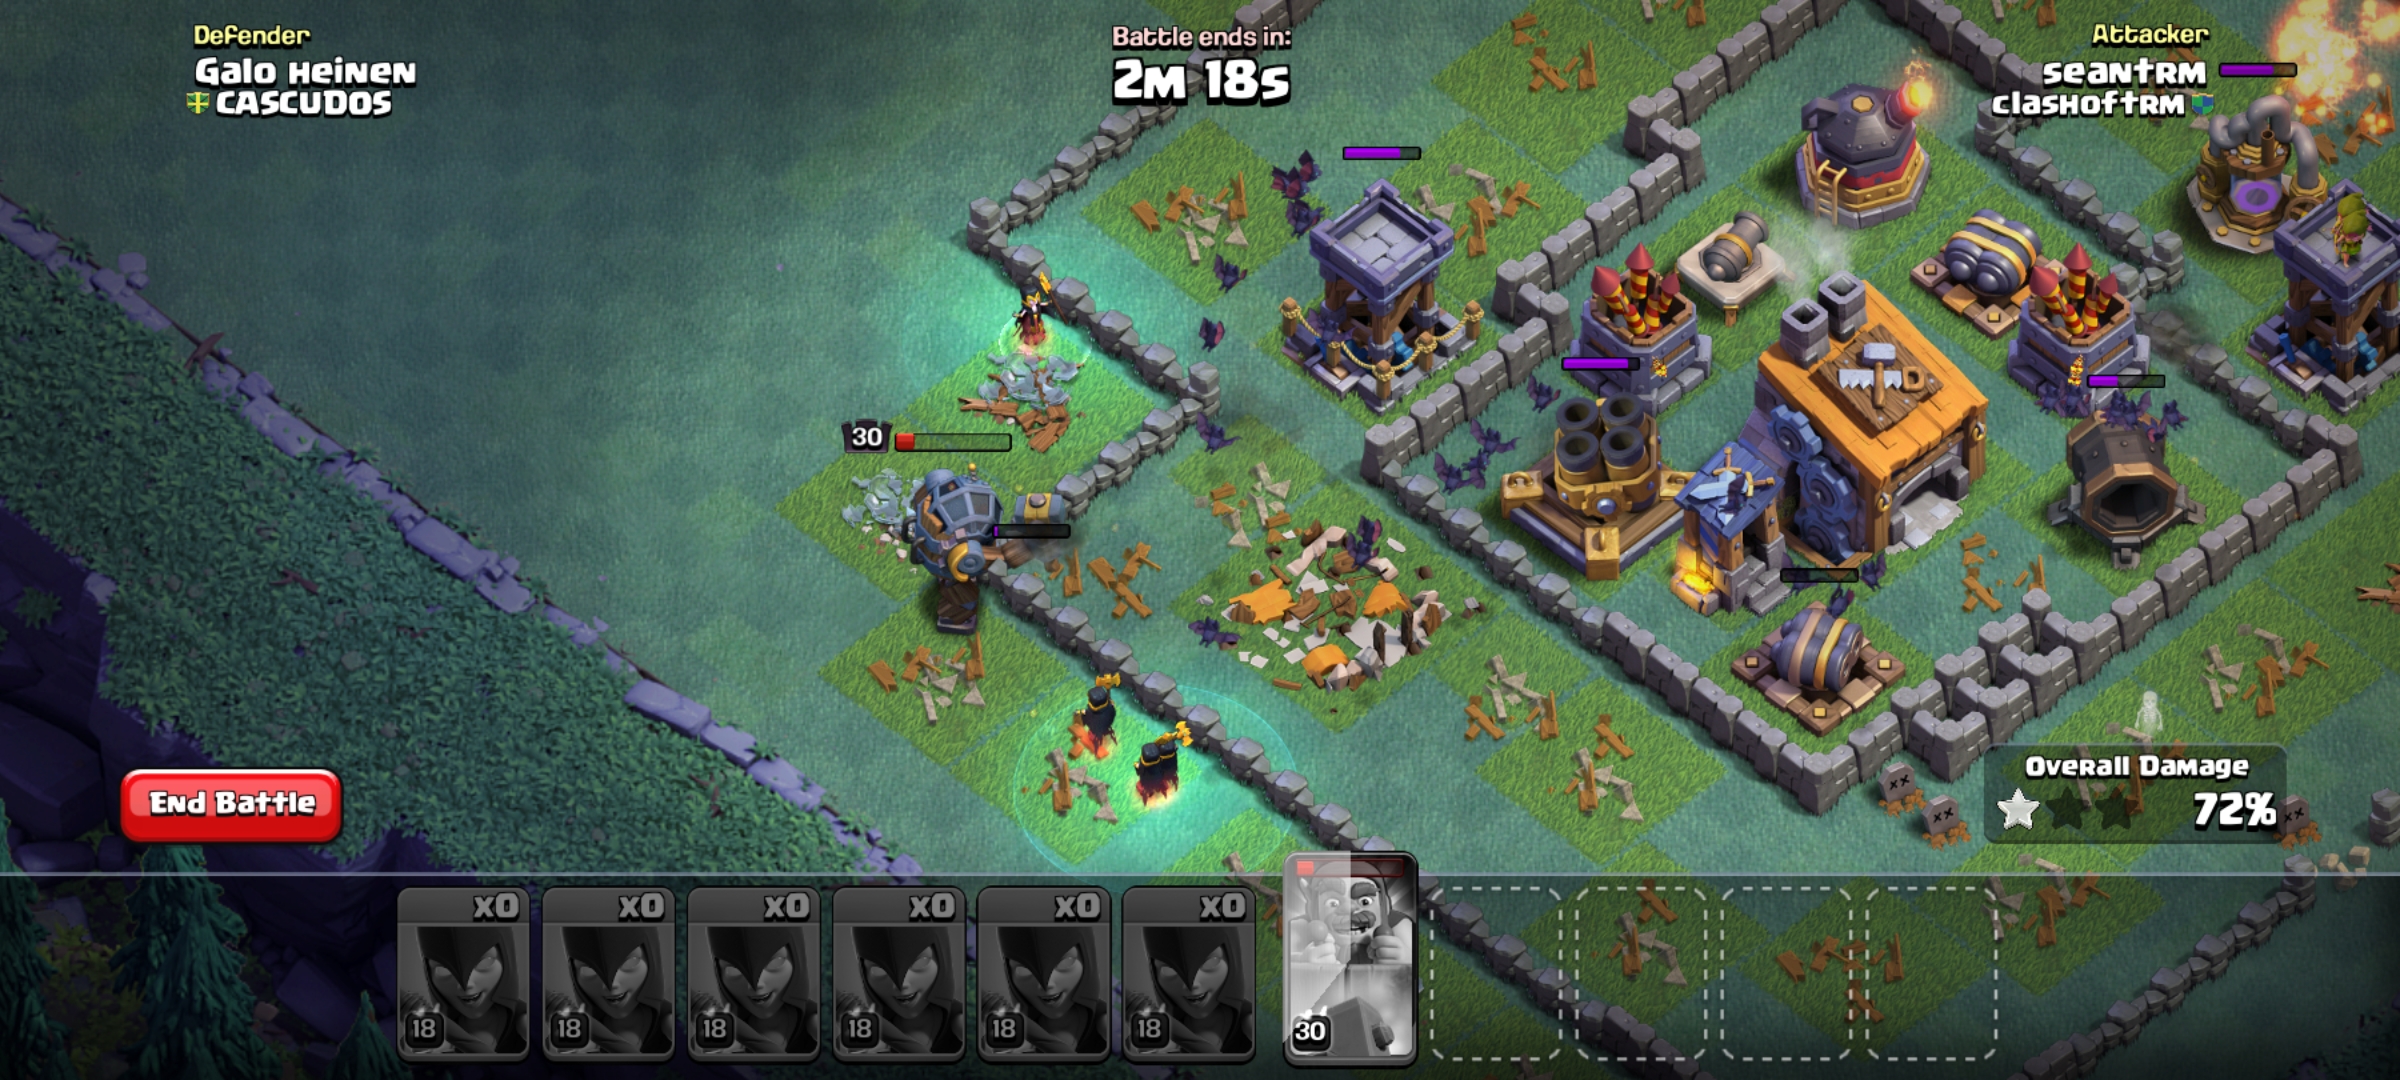 Defender
Galo Heinen
CASCUDOS
Battle ends in:
2M 18s
Attacker
seantRM
clashoftRM
30
End Battle
Overall Damage
72%
x0
x0
x0
x0
x0
x0
18
18
18
18
18
18
30